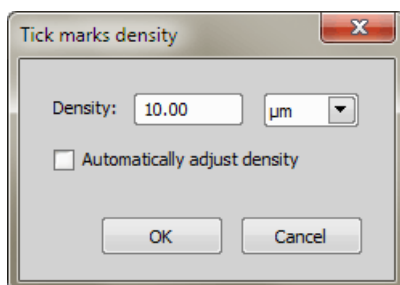 Tick marks density
Density: 10.00 µm
Automatically adjust density
OK Cancel